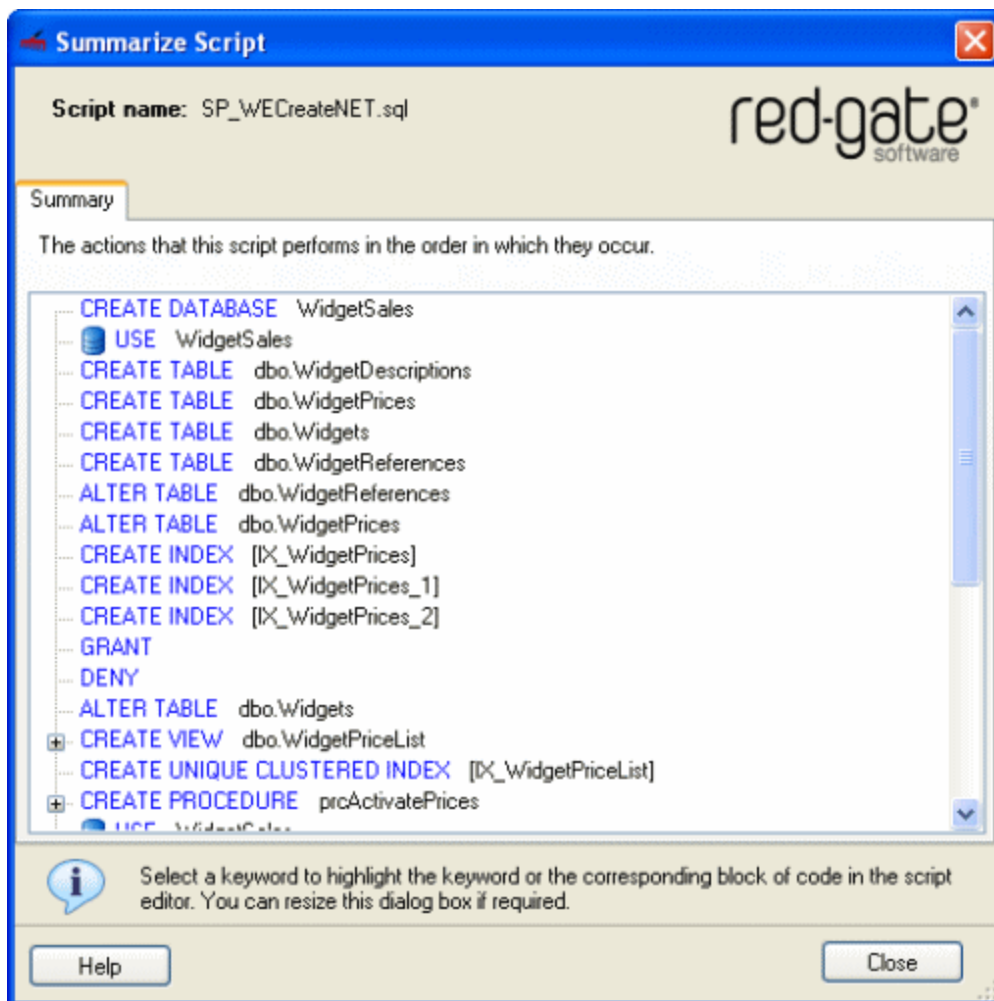 Summarize Script
Script name: SP_WECreateNET.sql
red-gate®
software
Summary
The actions that this script performs in the order in which they occur.
CREATE DATABASE WidgetSales
USE WidgetSales
CREATE TABLE dbo.WidgetDescriptions
CREATE TABLE dbo.WidgetPrices
CREATE TABLE dbo.Widgets
CREATE TABLE dbo.WidgetReferences
ALTER TABLE dbo.WidgetReferences
ALTER TABLE dbo.WidgetPrices
CREATE INDEX [IX_WidgetPrices]
CREATE INDEX [IX_WidgetPrices_1]
CREATE INDEX [IX_WidgetPrices_2]
GRANT
DENY
ALTER TABLE dbo.Widgets
CREATE VIEW dbo.WidgetPriceList
CREATE UNIQUE CLUSTERED INDEX [IX_WidgetPriceList]
CREATE PROCEDURE prcActivatePrices
USE WidgetSales
Select a keyword to highlight the keyword or the corresponding block of code in the script
editor. You can resize this dialog box if required.
Help
Close